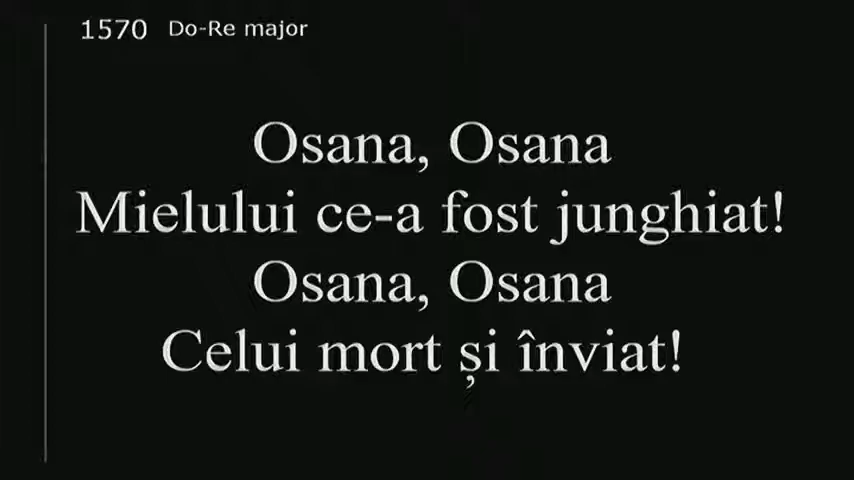 1570 Do-Re major
Osana, Osana
Mielului ce-a fost junghiat!
Osana, Osana
Celui mort și înviat!